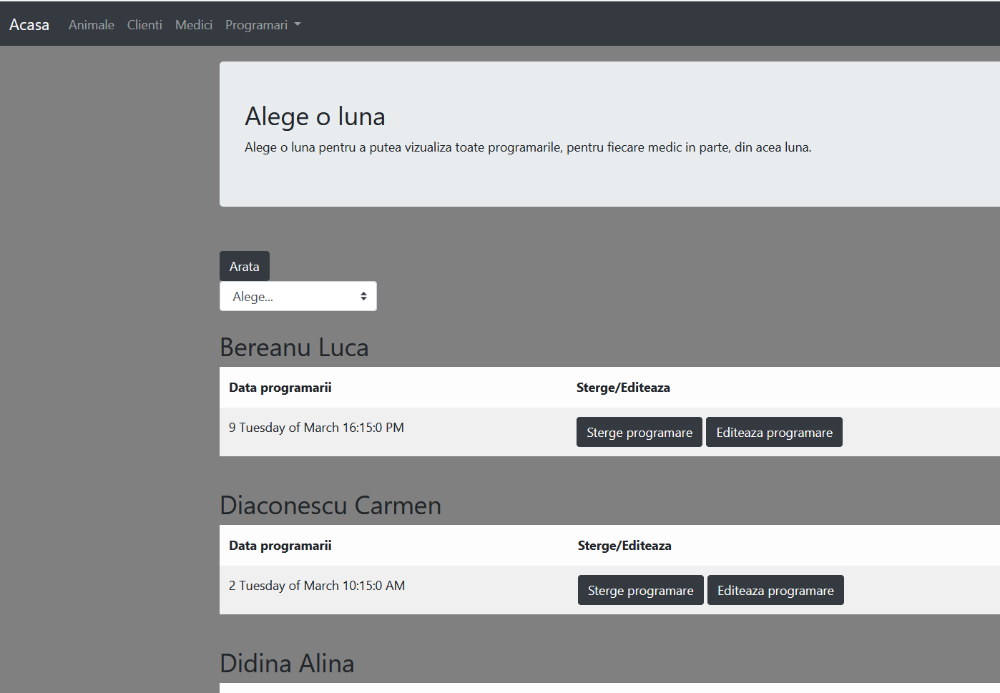 Acasa Animale Clienti Medici Programari
Alege o luna
Alege o luna pentru a putea vizualiza toate programarile, pentru fiecare medic in parte, din acea luna.
Arata
Alege...
Bereanu Luca
Data programarii Sterge/Editeaza
9 Tuesday of March 16:15:0 PM Sterge programare Editeaza programare
Diaconescu Carmen
Data programarii Sterge/Editeaza
2 Tuesday of March 10:15:0 AM Sterge programare Editeaza programare
Didina Alina